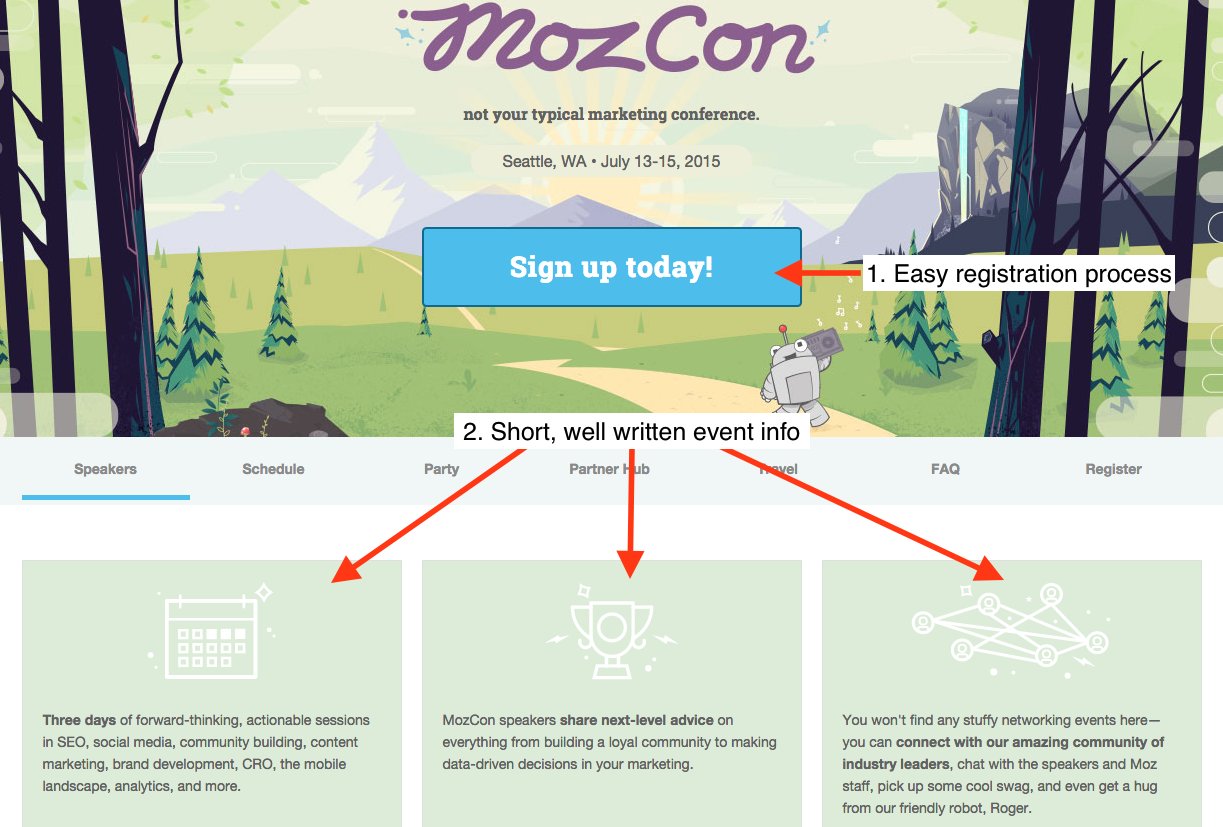 MozCon
not your typical marketing conference.
Seattle, WA • July 13-15, 2015
Sign up today!
1. Easy registration process
2. Short, well written event info
Speakers Schedule Party Partner Hub Travel FAQ Register
Three days of forward-thinking, actionable sessions
in SEO, social media, community building, content
marketing, brand development, CRO, the mobile
landscape, analytics, and more.
MozCon speakers share next-level advice on
everything from building a loyal community to making
data-driven decisions in your marketing.
You won't find any stuffy networking events here—
you can connect with our amazing community of
industry leaders, chat with the speakers and Moz
staff, pick up some cool swag, and even get a hug
from our friendly robot, Roger.